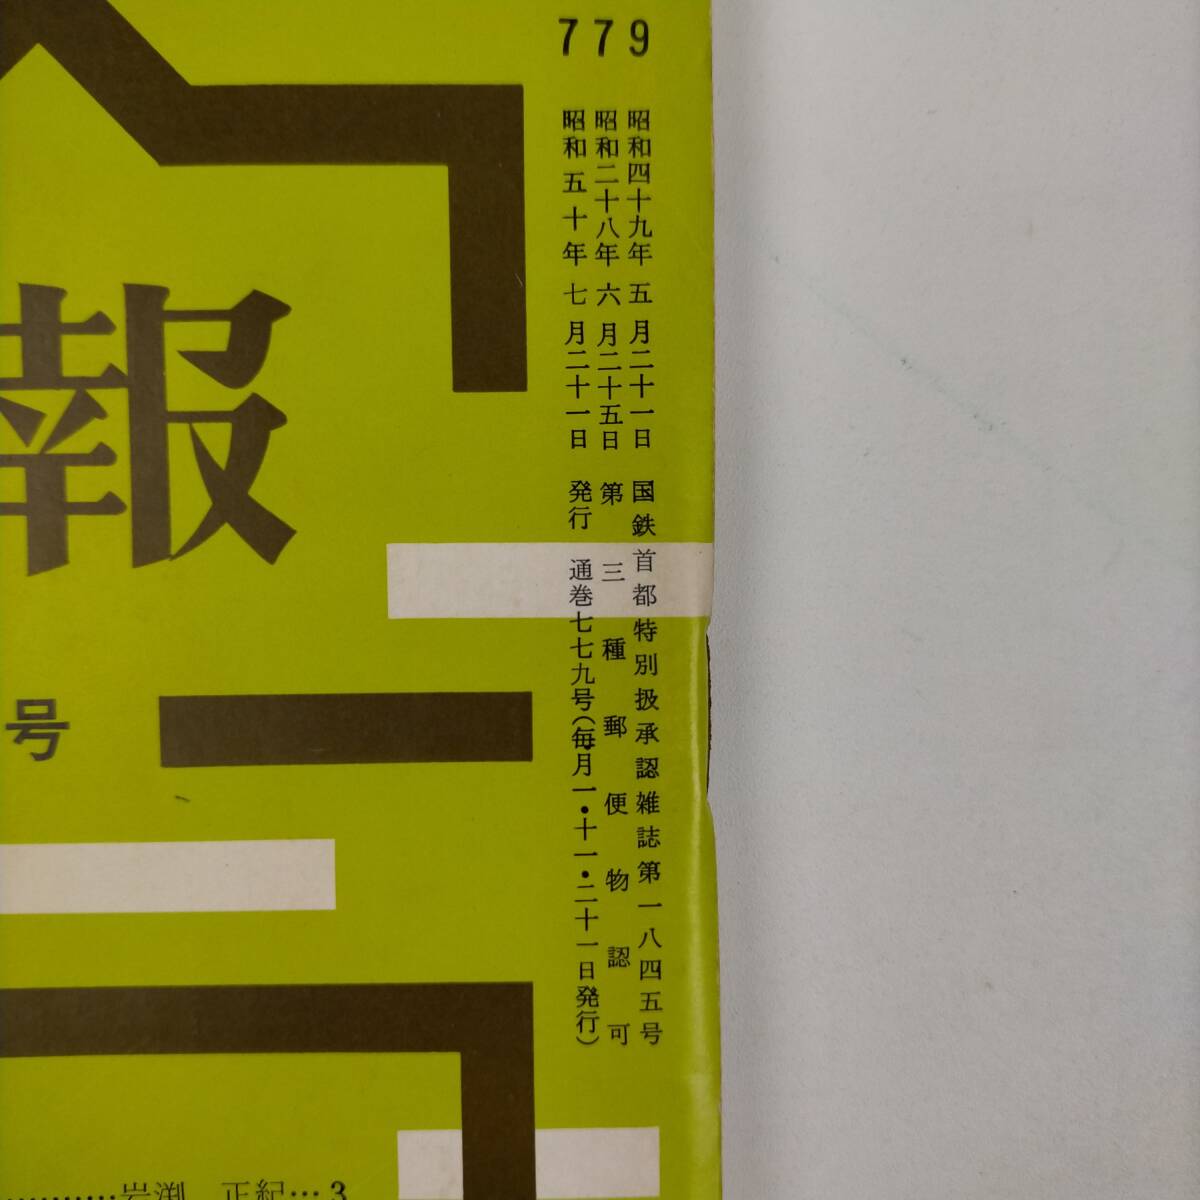 779
昭和四十九年五月二十一日 国鉄首都特別扱承認雑誌第一八四五号
昭和二十八年六月二十五日 第三種郵便物認可
昭和五十年七月二十一日発行 通巻七七九号(毎月一・十一・二十一日発行)
報
号
…………岩渕 正紀…3